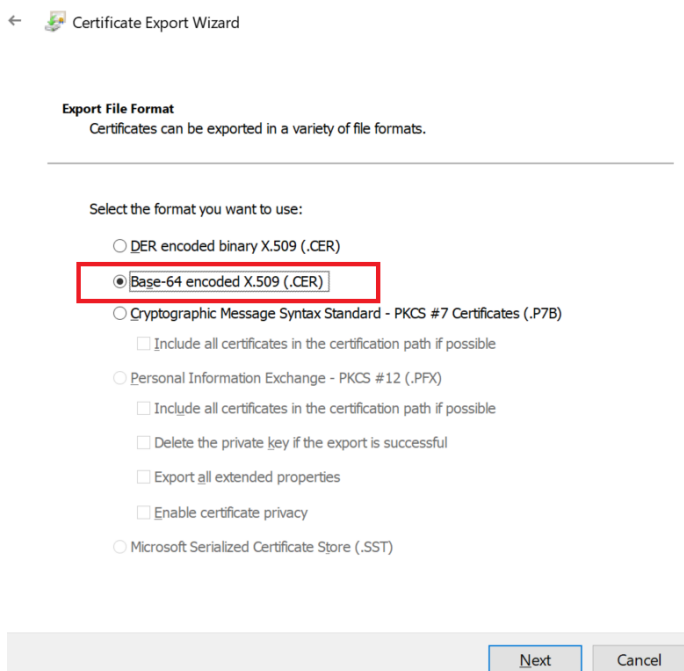 Certificate Export Wizard
Export File Format
Certificates can be exported in a variety of file formats.
Select the format you want to use:
DER encoded binary X.509 (.CER)
Base-64 encoded X.509 (.CER)
Cryptographic Message Syntax Standard - PKCS #7 Certificates (.P7B)
Include all certificates in the certification path if possible
Personal Information Exchange - PKCS #12 (.PFX)
Include all certificates in the certification path if possible
Delete the private key if the export is successful
Export all extended properties
Enable certificate privacy
Microsoft Serialized Certificate Store (.SST)
Next Cancel